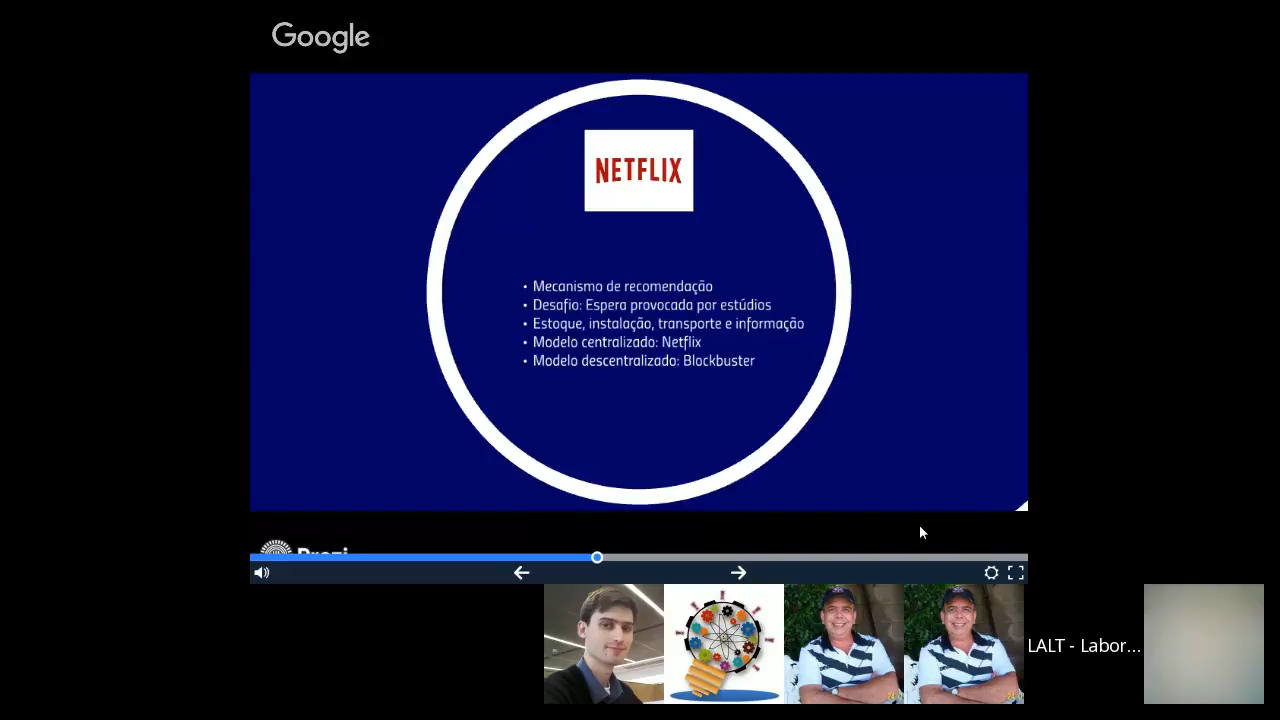 Google
NETFLIX
• Mecanismo de recomendação
• Desafio: Espera provocada por estúdios
• Estoque, instalação, transporte e informação
• Modelo centralizado: Netflix
• Modelo descentralizado: Blockbuster
Prezi
LALT - Labor...